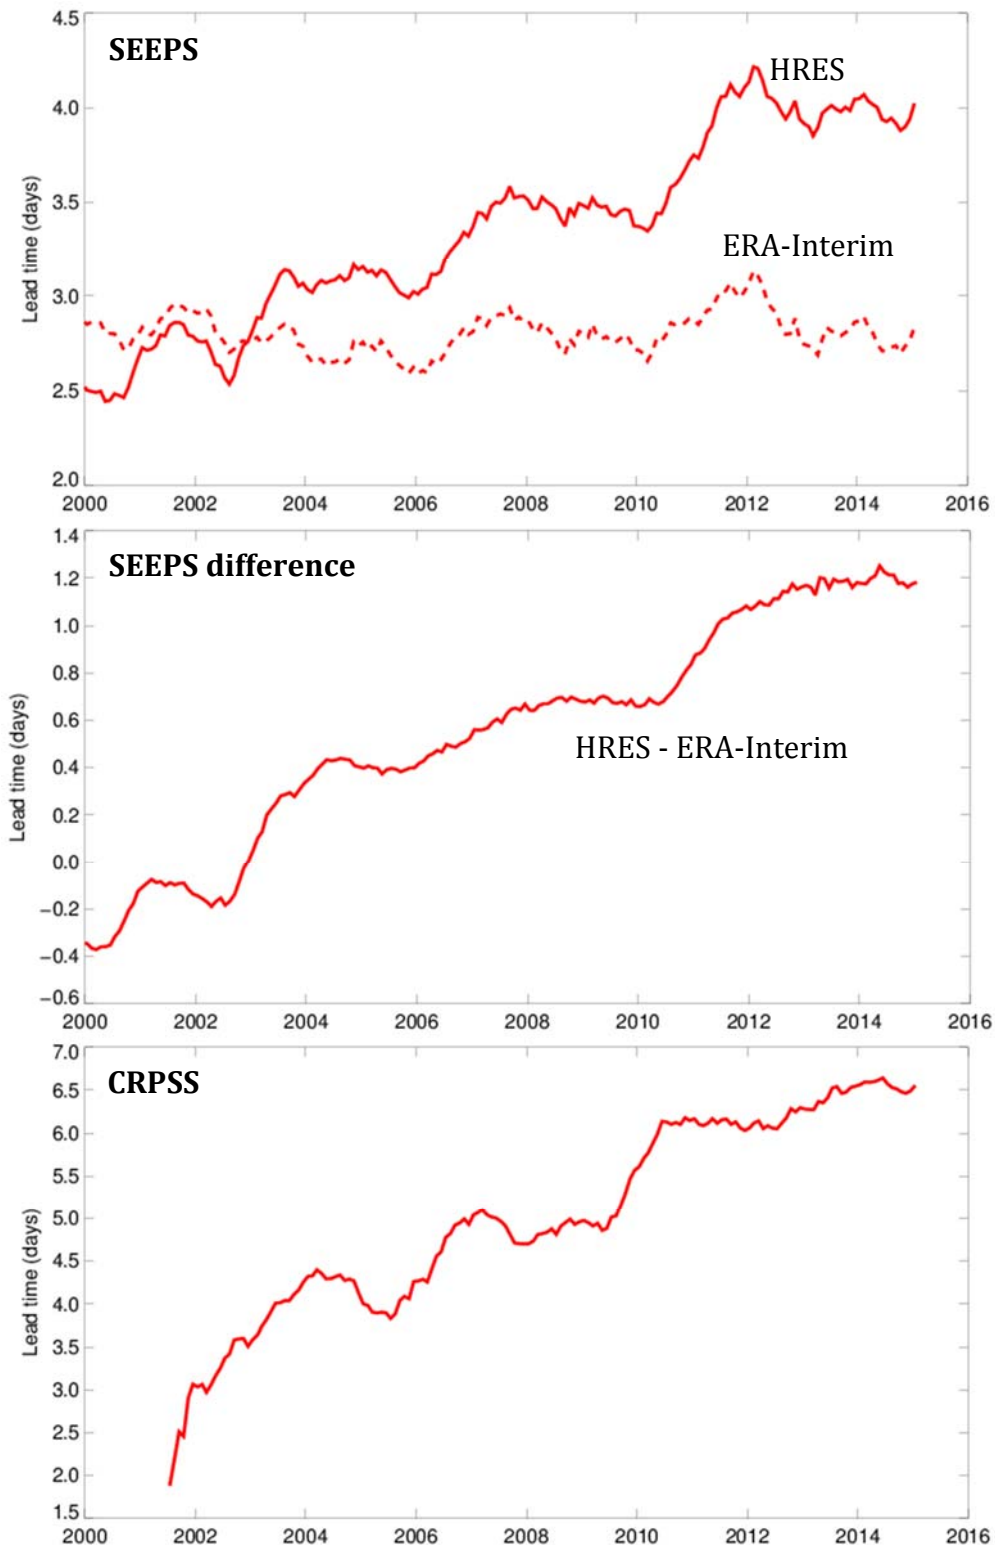 4.5
SEEPS
HRES
4.0
3.5
ERA-Interim
3.0
2.5
2.0
Lead time (days)
2000 2002 2004 2006 2008 2010 2012 2014 2016
1.4
SEEPS difference
1.2
1.0
0.8
HRES - ERA-Interim
0.6
0.4
0.2
0.0
−0.2
−0.4
−0.6
Lead time (days)
2000 2002 2004 2006 2008 2010 2012 2014 2016
7.0
CRPSS
6.5
6.0
5.5
5.0
4.5
4.0
3.5
3.0
2.5
2.0
1.5
Lead time (days)
2000 2002 2004 2006 2008 2010 2012 2014 2016